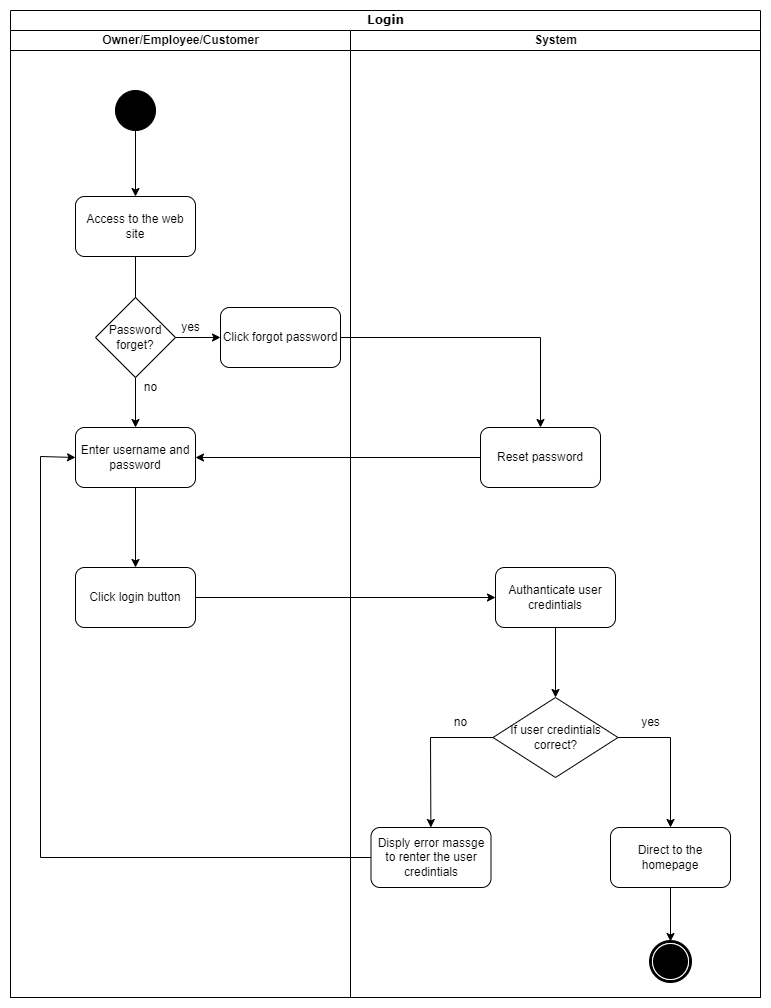 Login
Owner/Employee/Customer
System
Access to the web
site
Password
forget?
yes
Click forgot password
no
Enter username and
password
Reset password
Click login button
Authanticate user
credintials
If user credintials
correct?
no
yes
Disply error massge
to renter the user
credintials
Direct to the
homepage